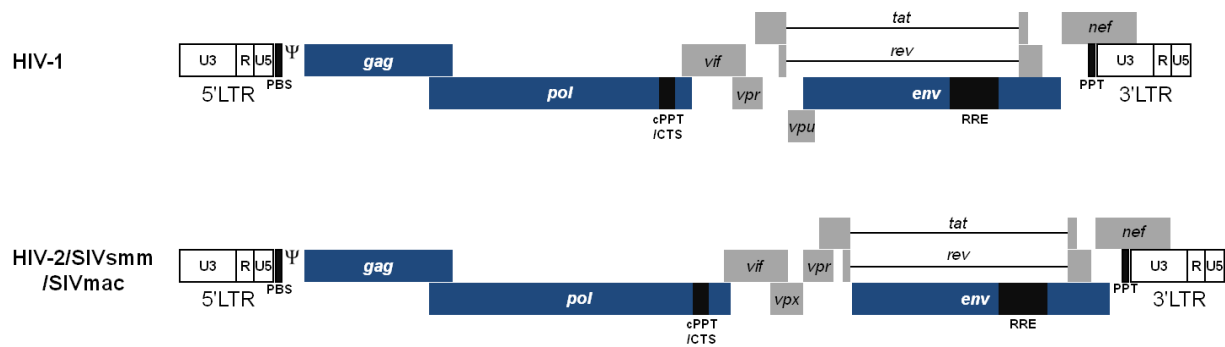 HIV-1
U3 R U5 Ψ
PBS
5'LTR
gag
pol
cPPT
/CTS
vif
vpr
vpu
tat
rev
env
RRE
nef
PPT
U3 R U5
3'LTR
HIV-2/SIVsmm
/SIVmac
U3 R U5 Ψ
PBS
5'LTR
gag
pol
cPPT
/CTS
vif
vpx
vpr
tat
rev
env
RRE
nef
PPT
U3 R U5
3'LTR